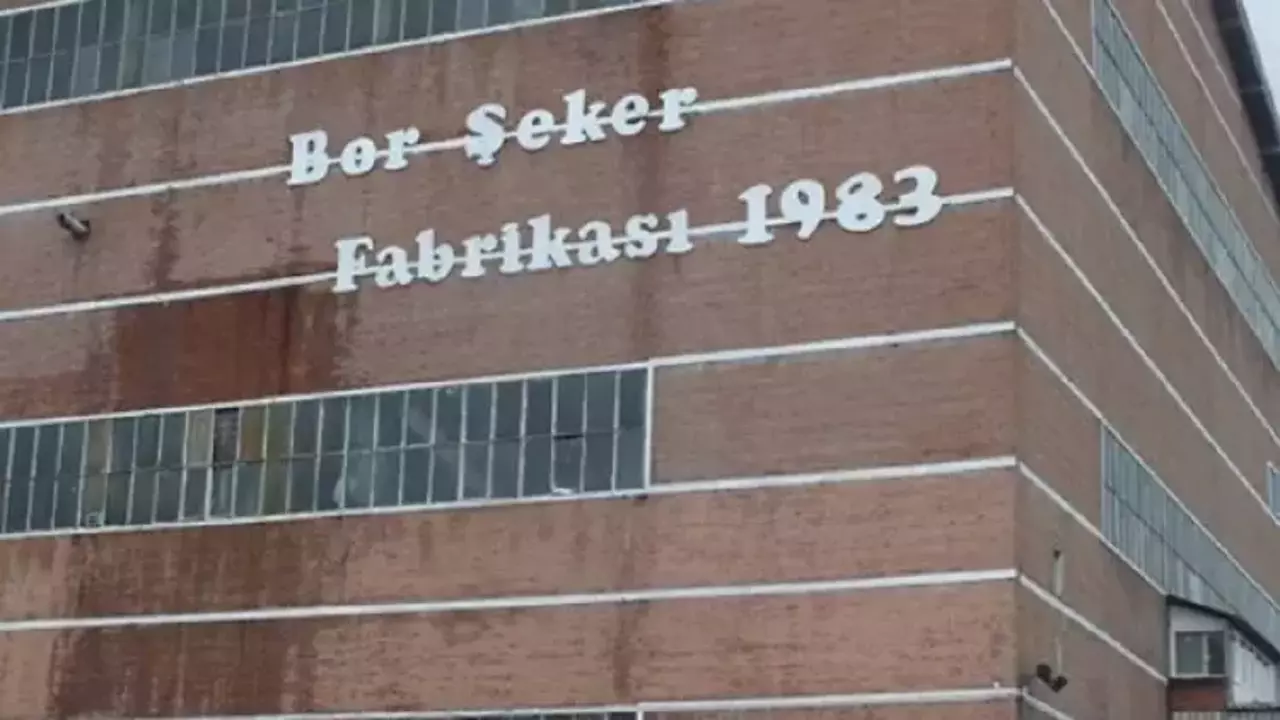 Bor Şeker
Fabrikası 1983